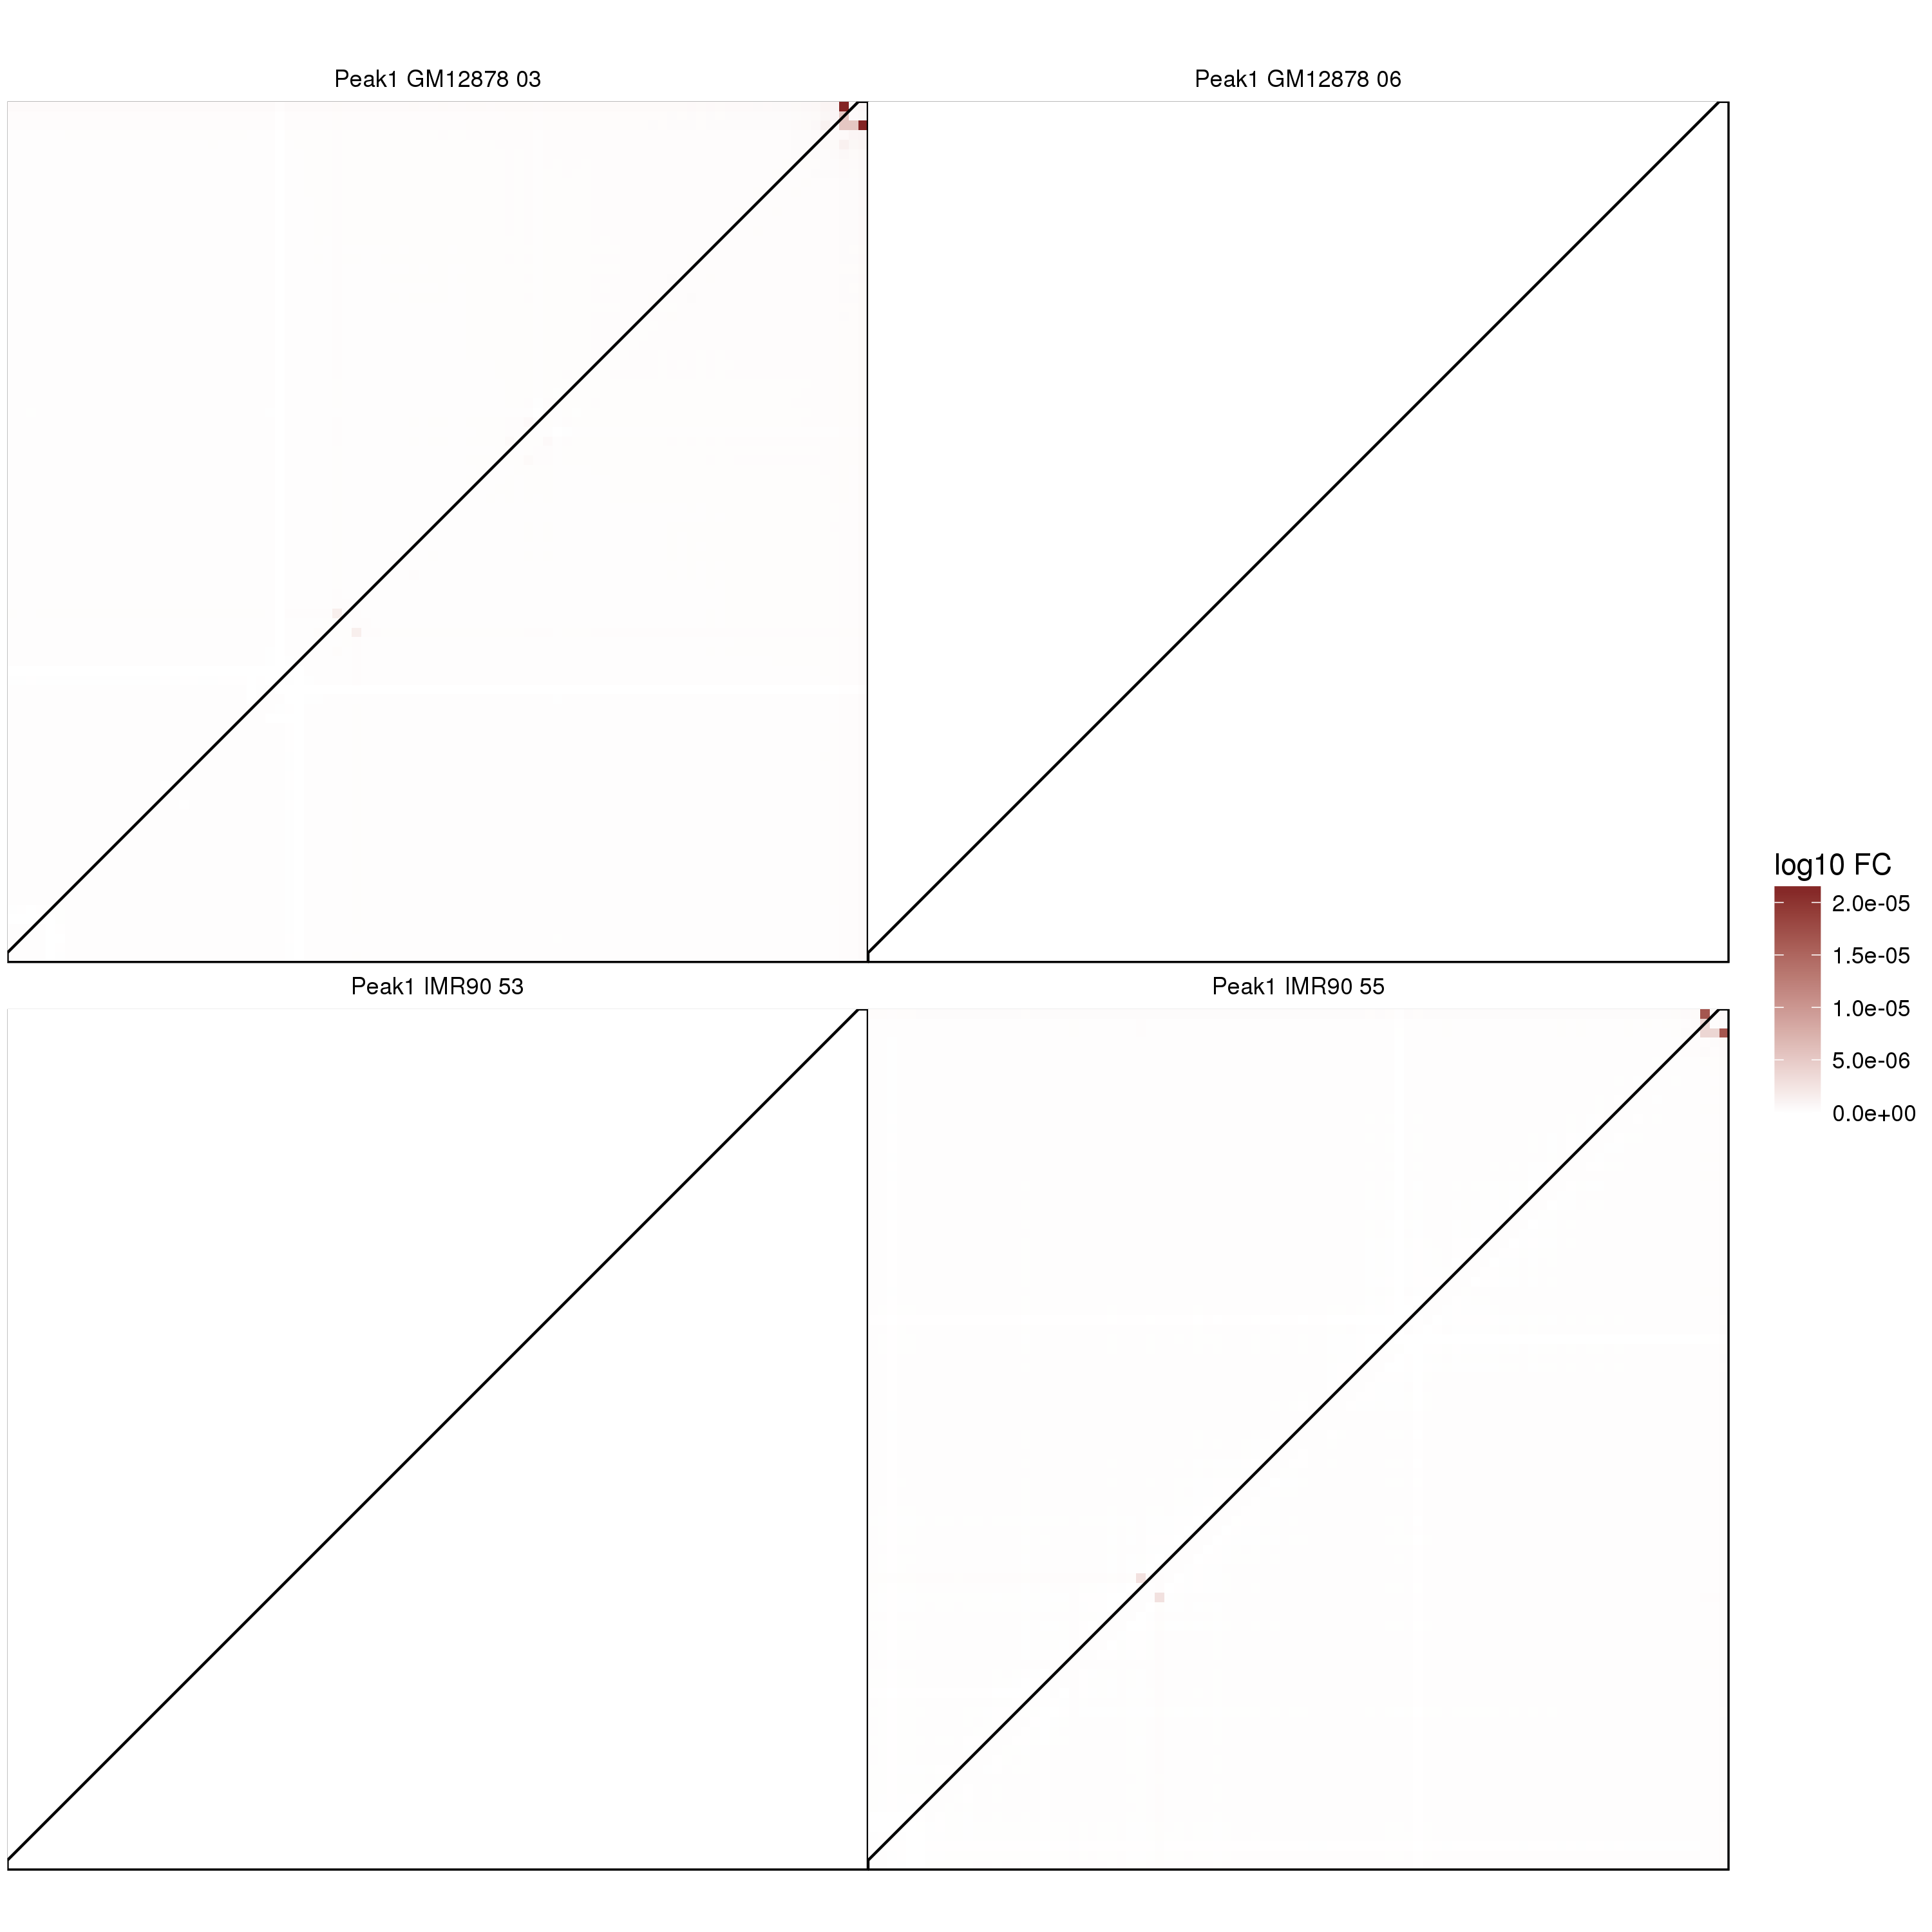 Peak1 GM12878 03
Peak1 GM12878 06
log10 FC
2.0e-05
1.5e-05
1.0e-05
5.0e-06
0.0e+00
Peak1 IMR90 53
Peak1 IMR90 55